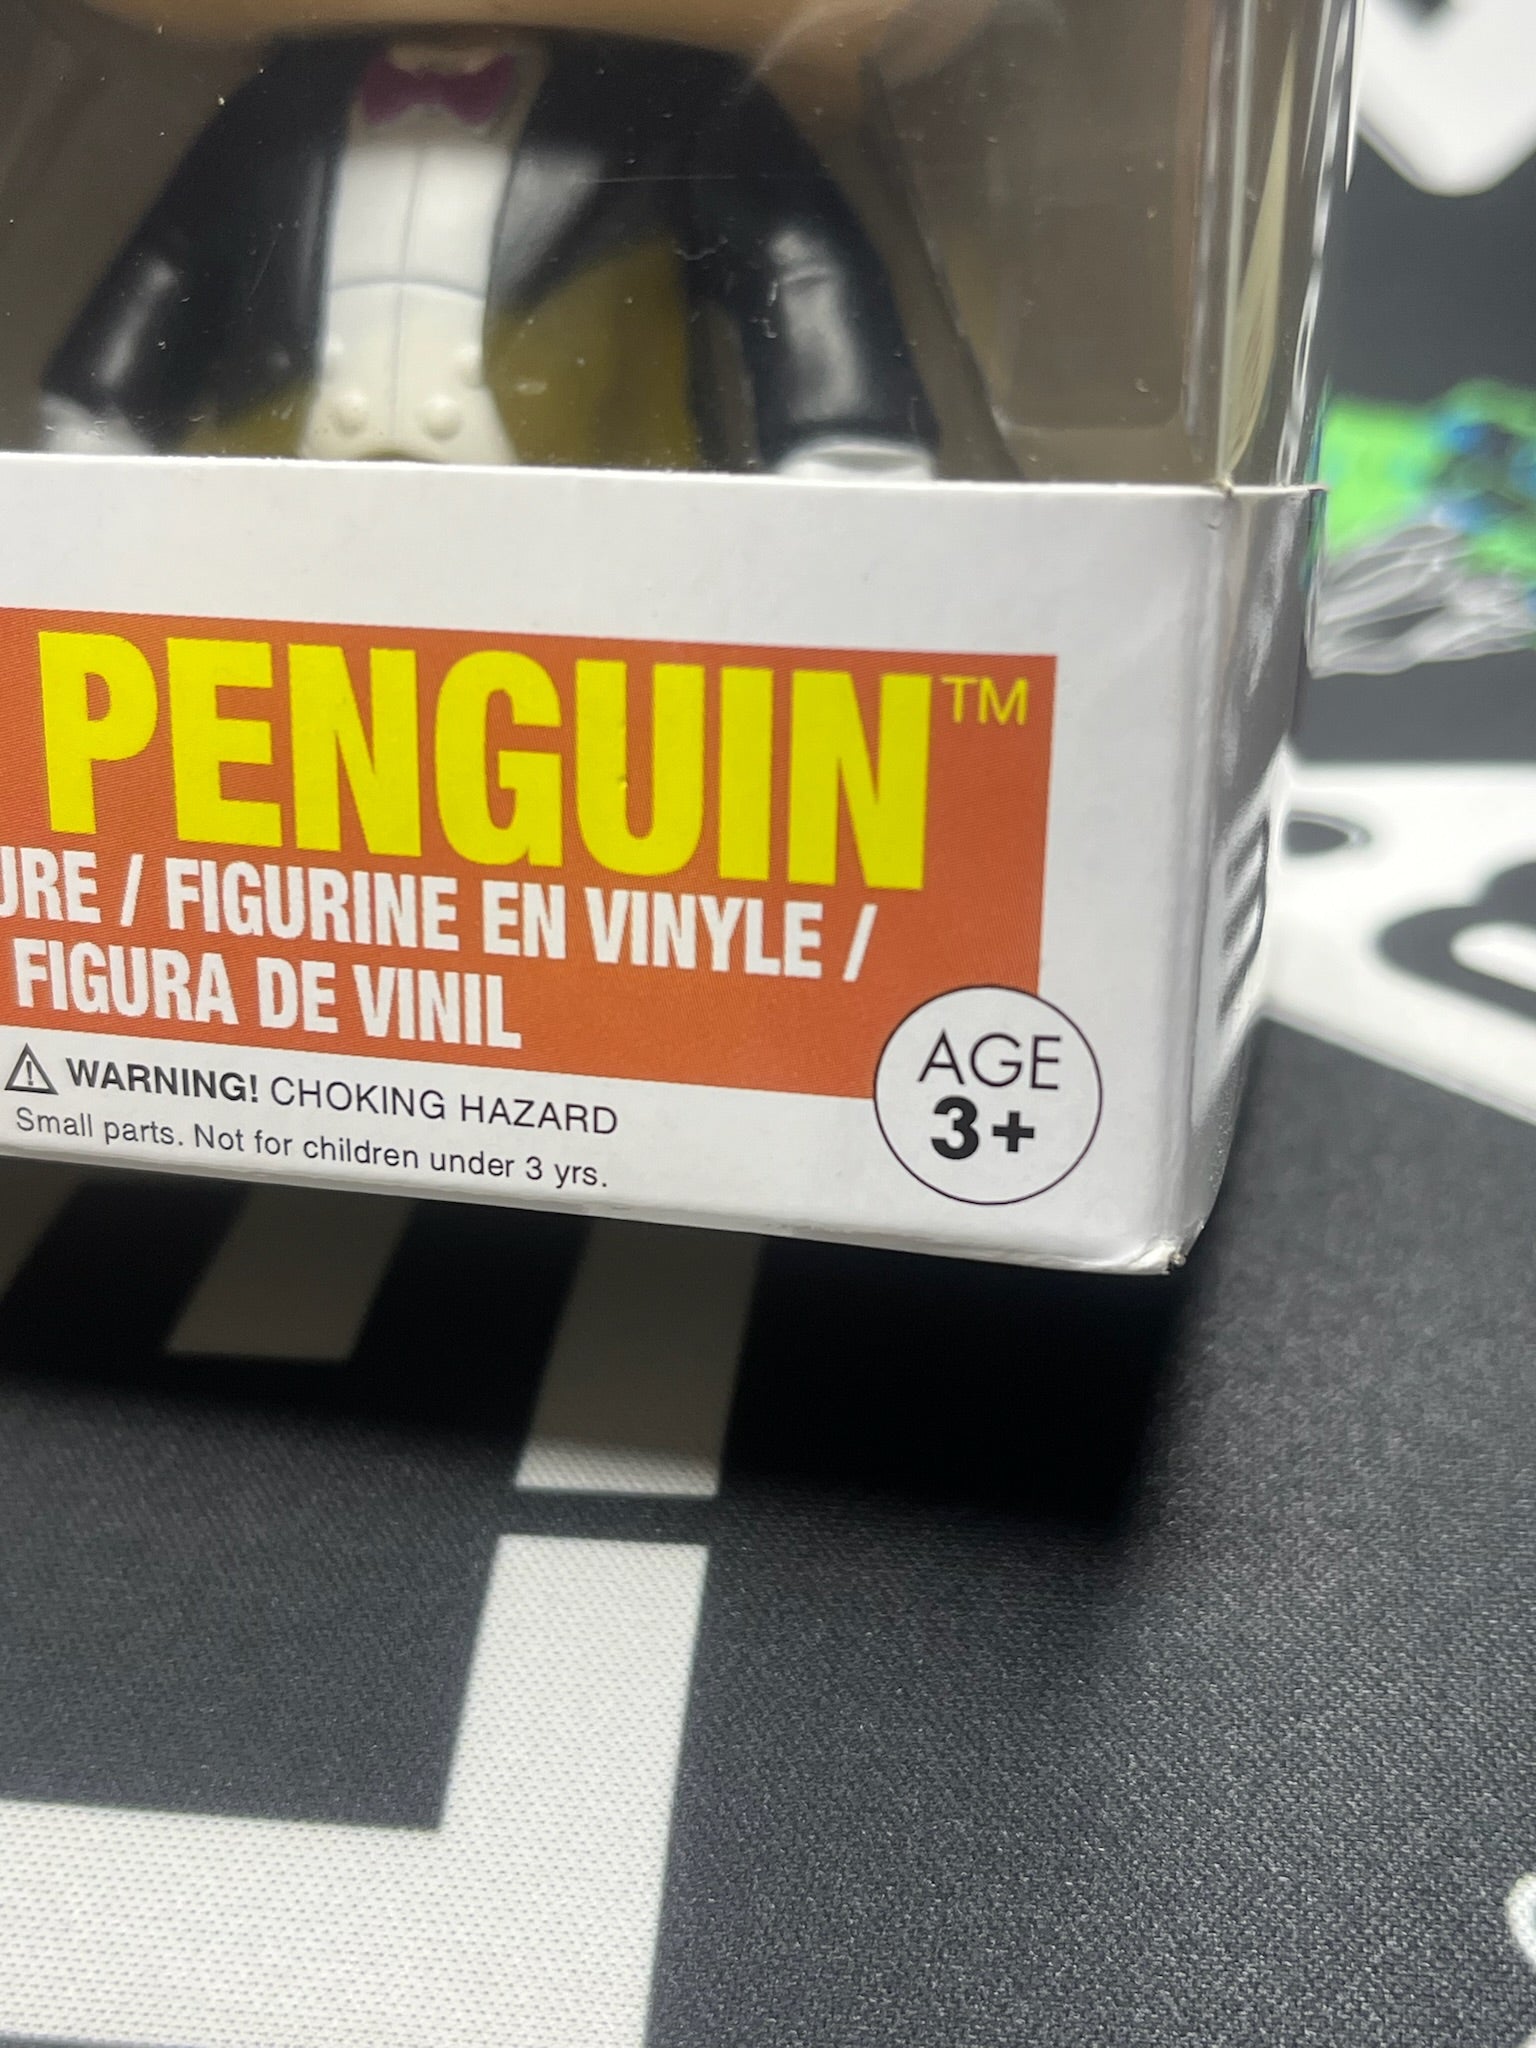 PENGUIN™
URE / FIGURINE EN VINYLE /
FIGURA DE VINIL
⚠ WARNING! CHOKING HAZARD
Small parts. Not for children under 3 yrs.
AGE
3+